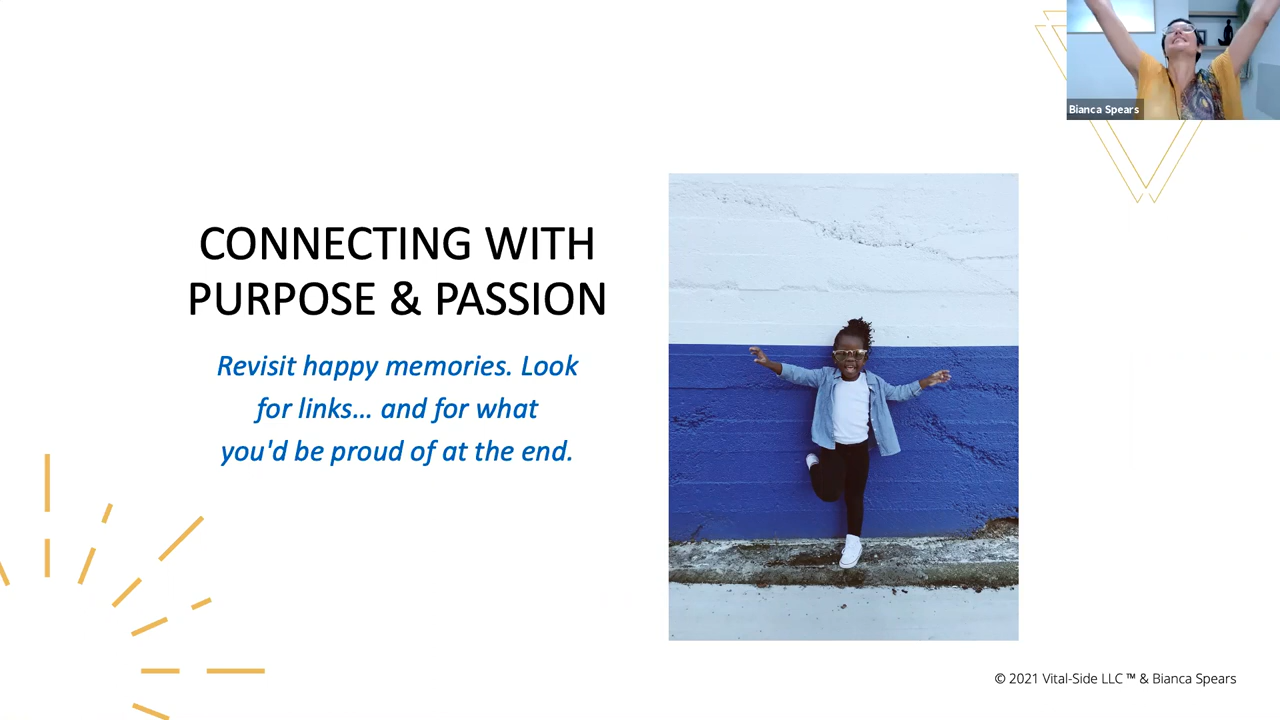 Bianca Spears
CONNECTING WITH
PURPOSE & PASSION
Revisit happy memories. Look
for links... and for what
you'd be proud of at the end.
© 2021 Vital-Side LLC ™ & Bianca Spears